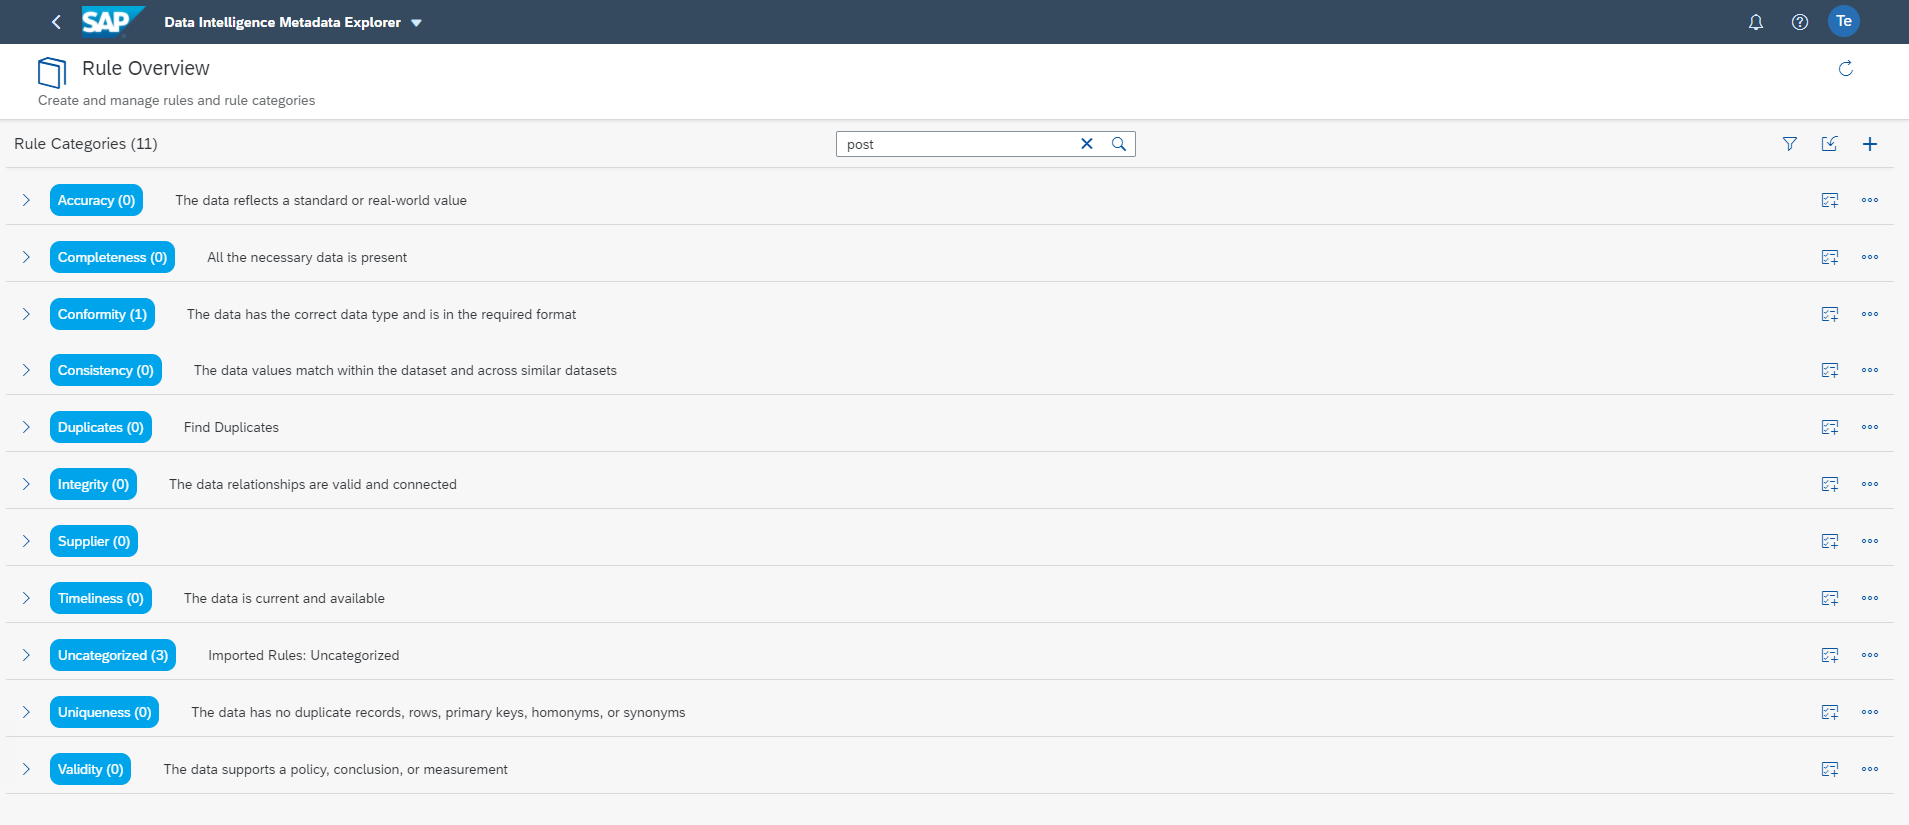 SAP Data Intelligence Metadata Explorer Te
Rule Overview
Create and manage rules and rule categories
Rule Categories (11) post
Accuracy (0) The data reflects a standard or real-world value
Completeness (0) All the necessary data is present
Conformity (1) The data has the correct data type and is in the required format
Consistency (0) The data values match within the dataset and across similar datasets
Duplicates (0) Find Duplicates
Integrity (0) The data relationships are valid and connected
Supplier (0)
Timeliness (0) The data is current and available
Uncategorized (3) Imported Rules: Uncategorized
Uniqueness (0) The data has no duplicate records, rows, primary keys, homonyms, or synonyms
Validity (0) The data supports a policy, conclusion, or measurement